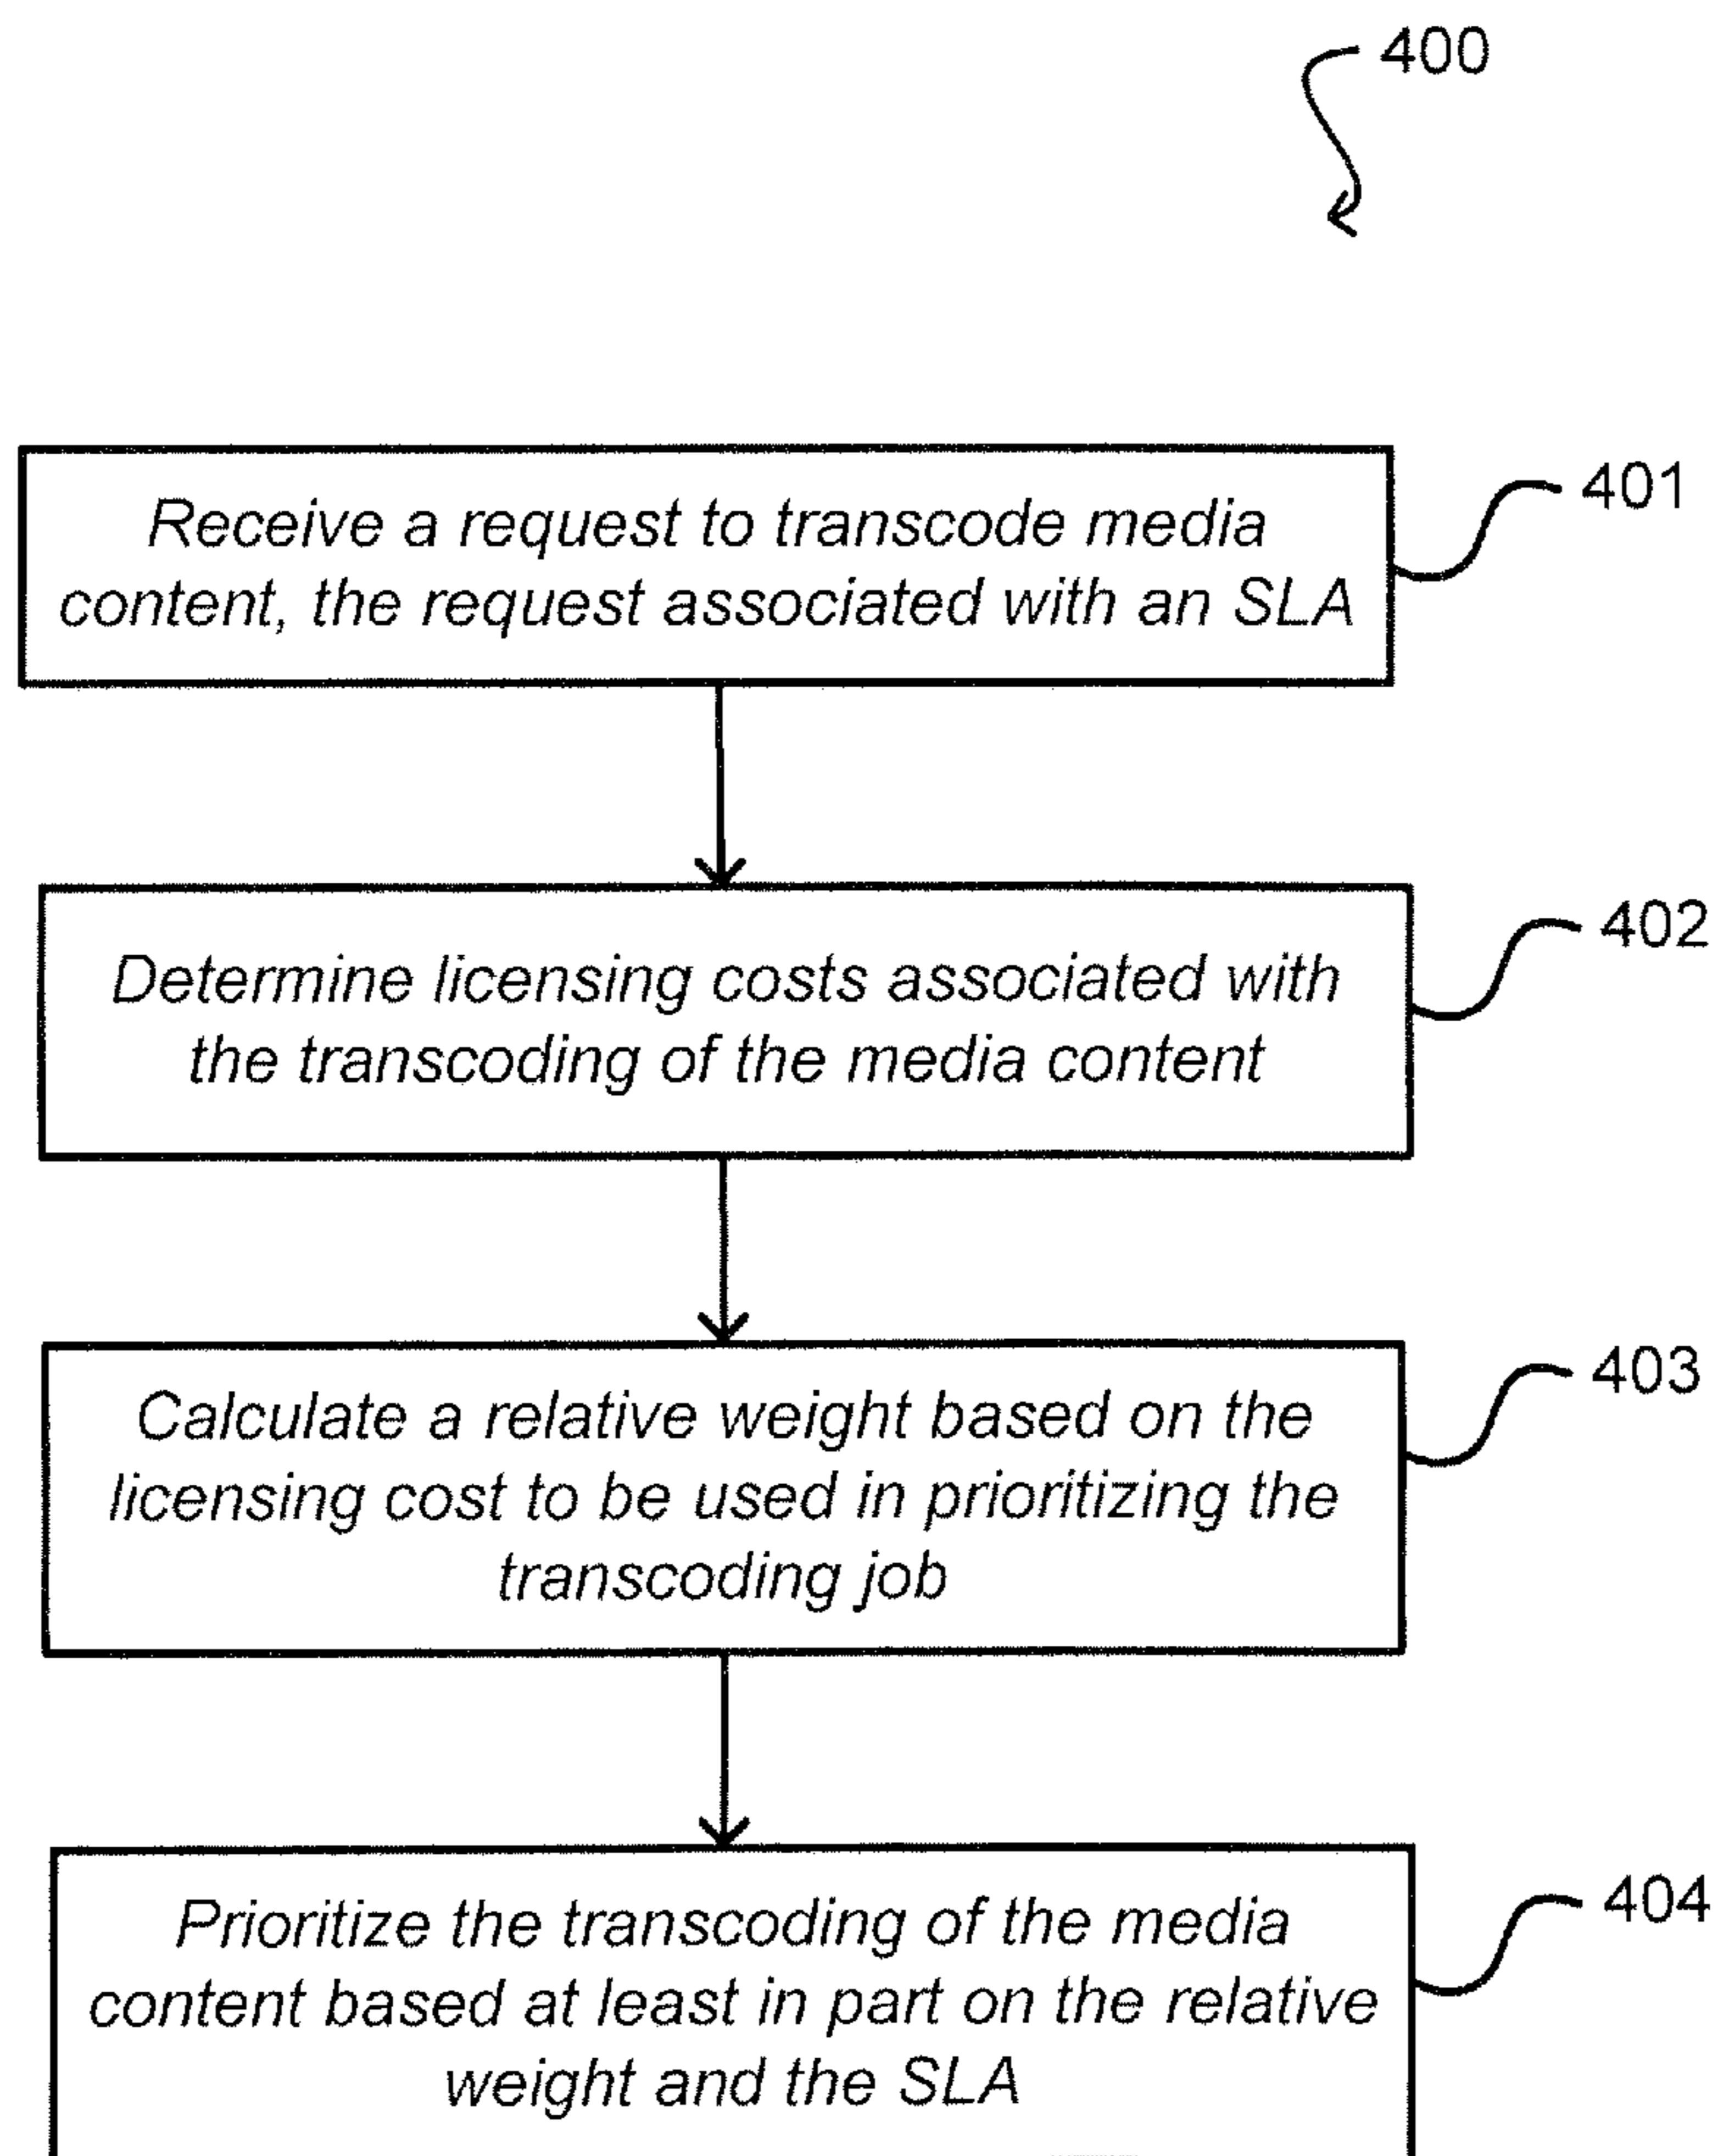 400
Receive a request to transcode media
content, the request associated with an SLA
401
Determine licensing costs associated with
the transcoding of the media content
402
Calculate a relative weight based on the
licensing cost to be used in prioritizing the
transcoding job
403
Prioritize the transcoding of the media
content based at least in part on the relative
weight and the SLA
404